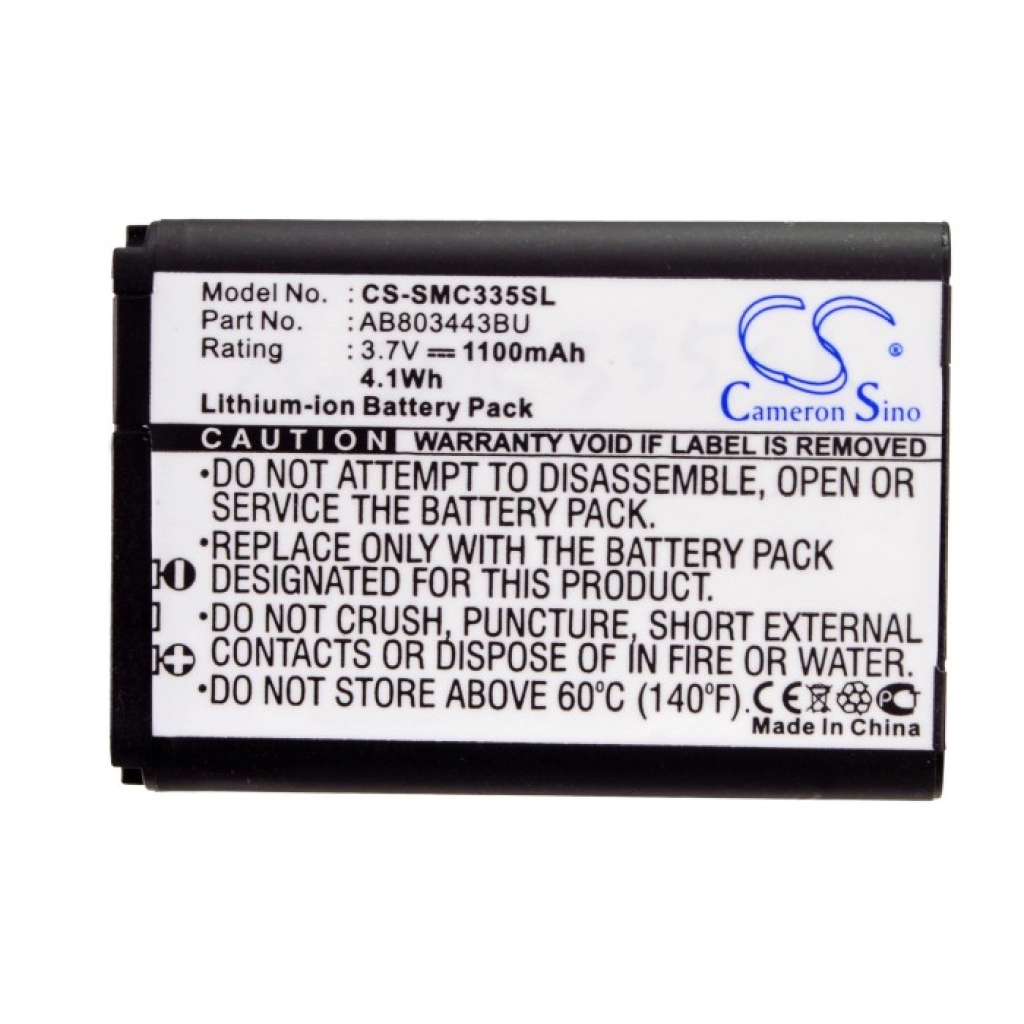 Model No. : CS-SMC335SL
Part No. : AB803443BU
Rating : 3.7V 1100mAh
4.1Wh
Lithium-ion Battery Pack
CS ®
Cameron Sino
CAUTION WARRANTY VOID IF LABEL IS REMOVED
•DO NOT ATTEMPT TO DISASSEMBLE, OPEN OR
SERVICE THE BATTERY PACK.
•REPLACE ONLY WITH THE BATTERY PACK
DESIGNATED FOR THIS PRODUCT.
•DO NOT CRUSH, PUNCTURE, SHORT EXTERNAL
CONTACTS OR DISPOSE OF IN FIRE OR WATER.
•DO NOT STORE ABOVE 60°C (140°F). CE
Made In China